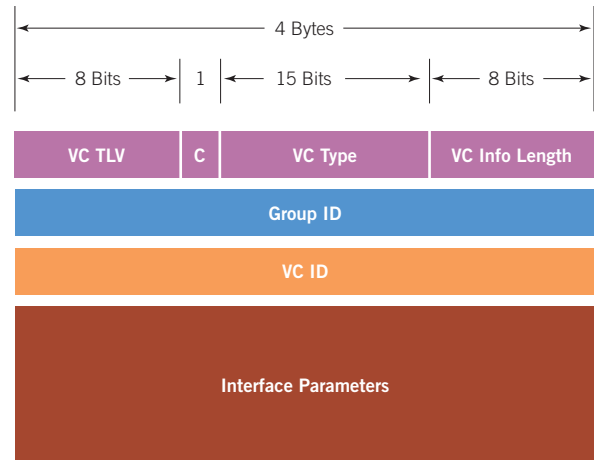 4 Bytes
8 Bits 1 15 Bits 8 Bits
VC TLV C VC Type VC Info Length
Group ID
VC ID
Interface Parameters